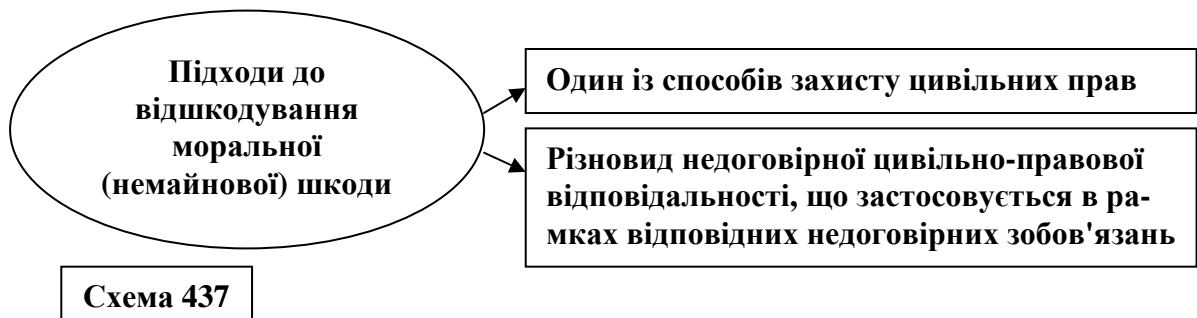 Підходи до
відшкодування
моральної
(немайнової) шкоди
Один із способів захисту цивільних прав
Різновид недоговірної цивільно-правової
відповідальності, що застосовується в ра-
мках відповідних недоговірних зобов'язань
Схема 437